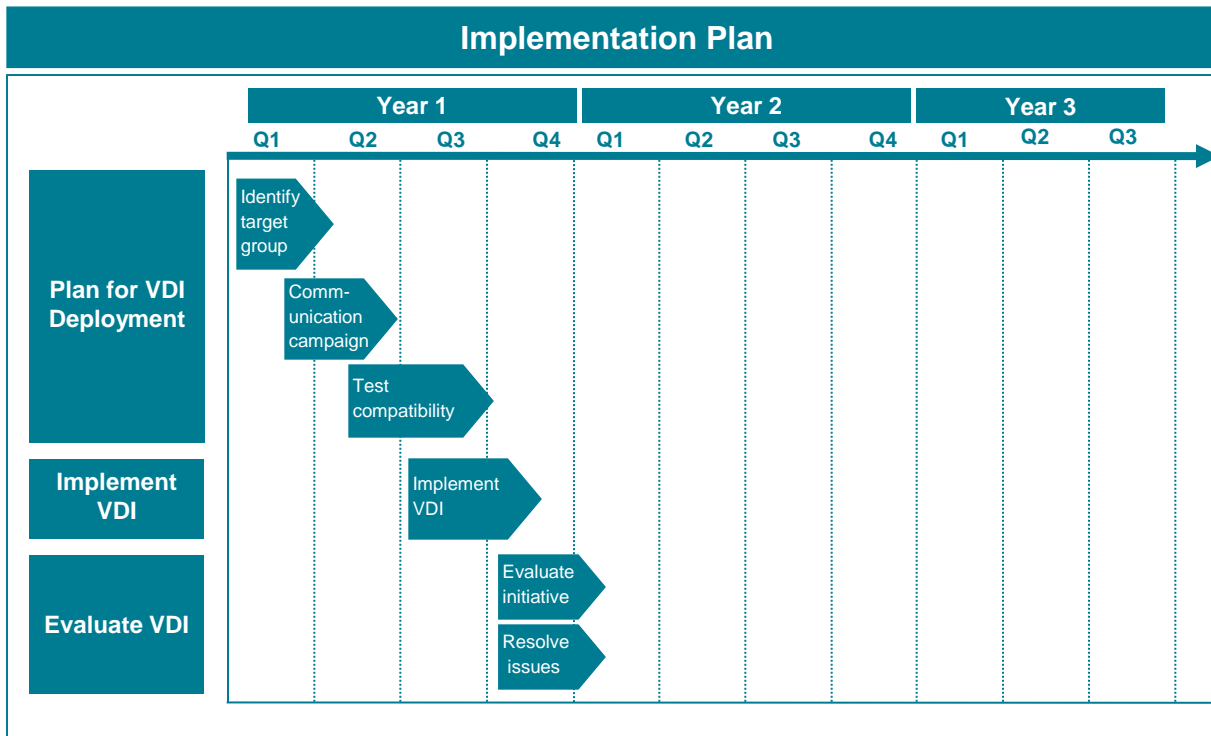 Implementation Plan
Year 1
Year 2
Year 3
Q1
Q2
Q3
Q4
Q1
Q2
Q3
Q4
Q1
Q2
Q3
Plan for VDI
Deployment
Identify
target
group
Comm-
unication
campaign
Test
compatibility
Implement
VDI
Implement
VDI
Evaluate VDI
Evaluate
initiative
Resolve
issues